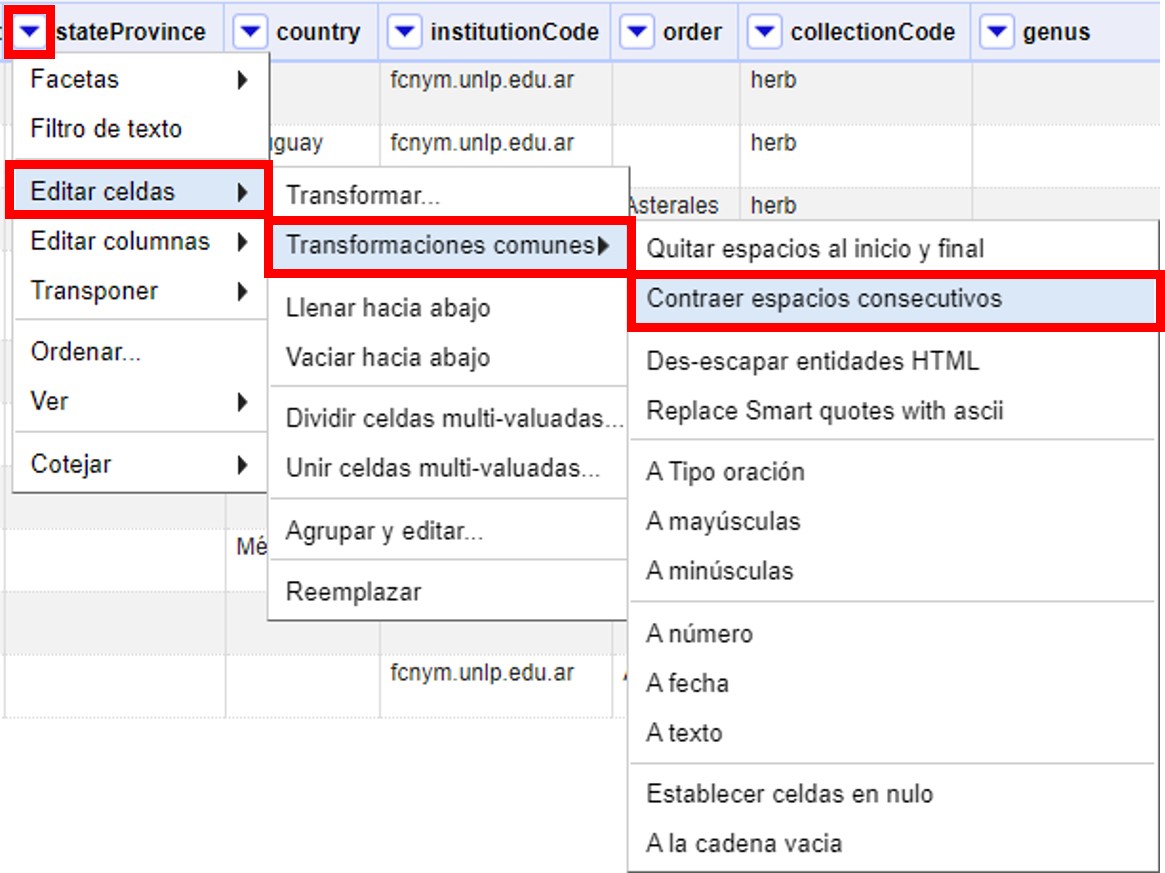 stateProvince country institutionCode order collectionCode genus
Facetas
fcnym.unlp.edu.ar herb
Filtro de texto
guay fcnym.unlp.edu.ar herb
Editar celdas
Transformar...
Asterales herb
Editar columnas
Transformaciones comunes
Quitar espacios al inicio y final
Transponer
Contraer espacios consecutivos
Llenar hacia abajo
Ordenar...
Vaciar hacia abajo
Des-escapar entidades HTML
Ver
Replace Smart quotes with ascii
Dividir celdas multi-valuadas...
Cotejar
Unir celdas multi-valuadas...
A Tipo oración
Agrupar y editar...
A mayúsculas
Mé
A minúsculas
Reemplazar
A número
fcnym.unlp.edu.ar
A fecha
A texto
Establecer celdas en nulo
A la cadena vacia